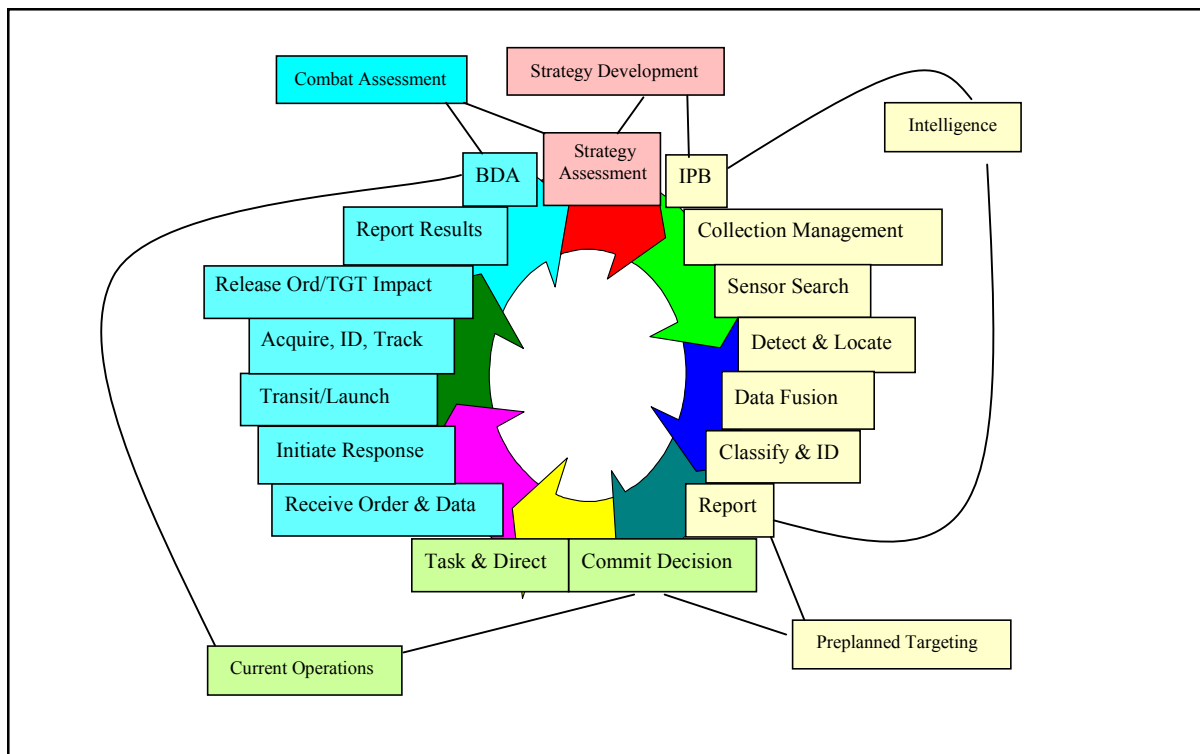 Combat Assessment
Strategy Development
Intelligence
Strategy
Assessment
BDA
IPB
Report Results
Collection Management
Release Ord/TGT Impact
Sensor Search
Acquire, ID, Track
Detect & Locate
Transit/Launch
Data Fusion
Initiate Response
Classify & ID
Receive Order & Data
Report
Task & Direct
Commit Decision
Current Operations
Preplanned Targeting